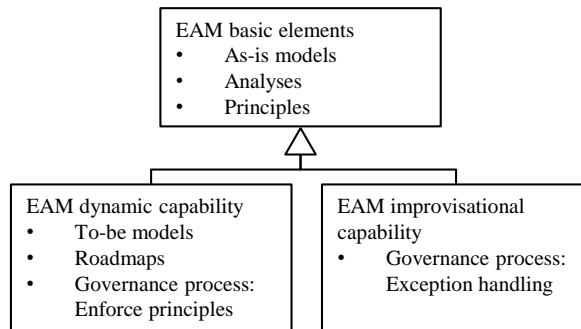 EAM basic elements
• As-is models
• Analyses
• Principles
EAM dynamic capability
• To-be models
• Roadmaps
• Governance process:
Enforce principles
EAM improvisational
capability
• Governance process:
Exception handling